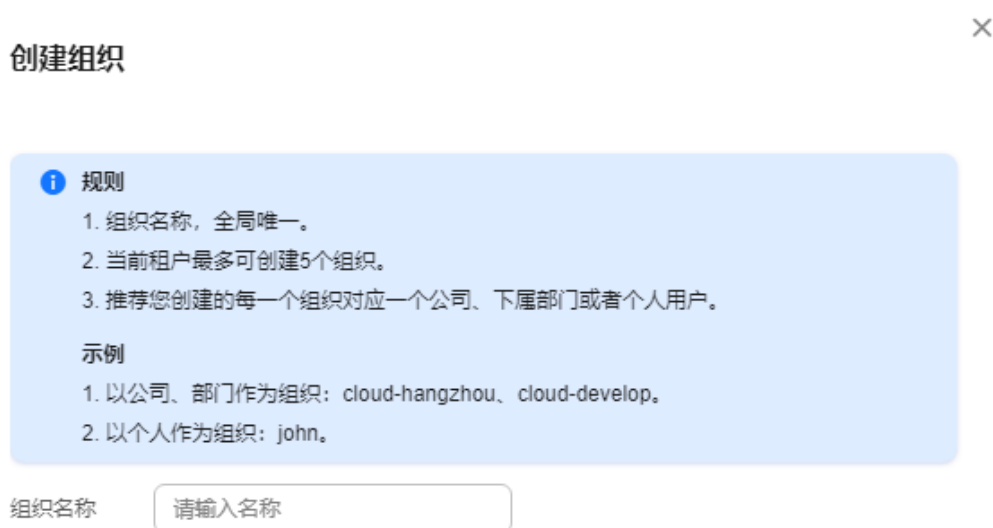 创建组织
规则
1. 组织名称，全局唯一。
2. 当前租户最多可创建5个组织。
3. 推荐您创建的每一个组织对应一个公司、下属部门或者个人用户。
示例
1. 以公司、部门作为组织：cloud-hangzhou、cloud-develop。
2. 以个人作为组织：john。
组织名称 请输入名称